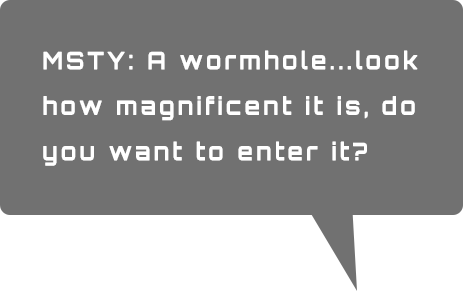 MSTY: A wormhole...look
how magnificent it is, do
you want to enter it?